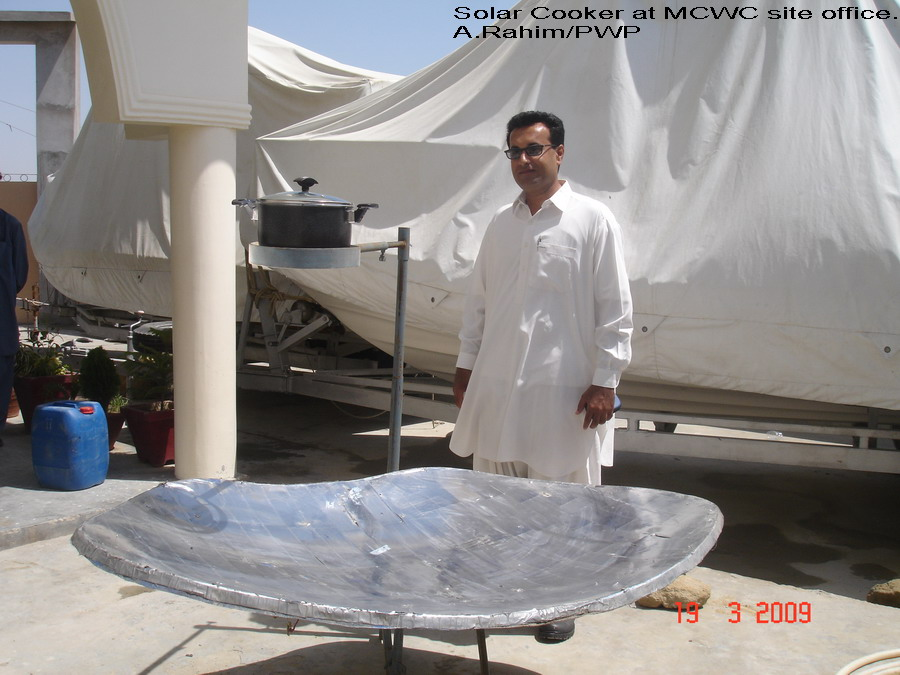 Solar Cooker at MCWC site office.
A.Rahim/PWP
19 3 2009